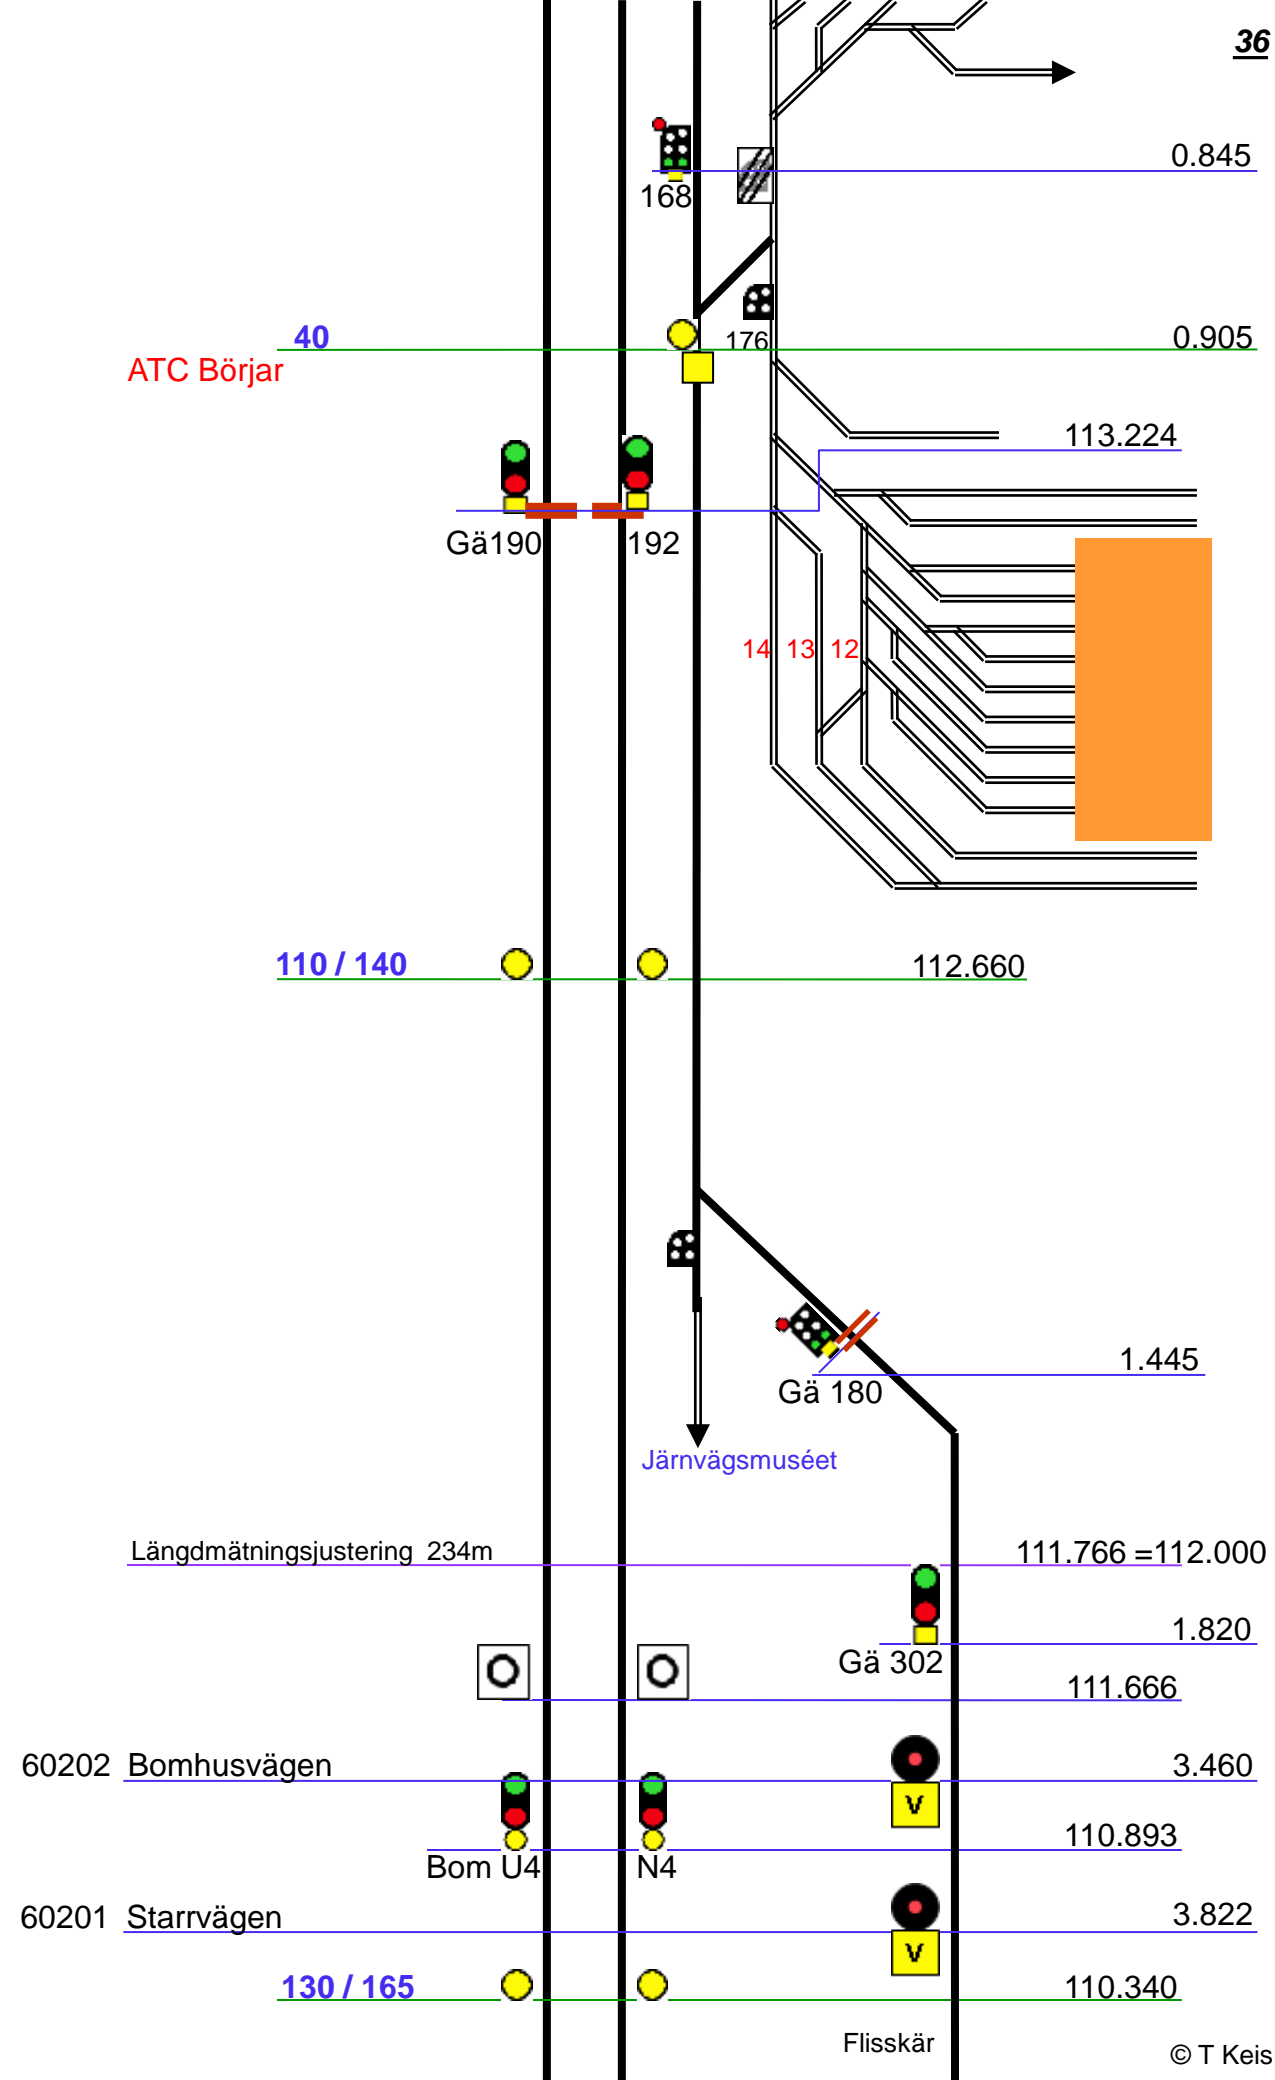 36
0.845
168
40
176
0.905
ATC Börjar
113.224
Gä190
192
14 13 12
110 / 140
112.660
1.445
Gä 180
Järnvägsmuséet
Längdmätningsjustering 234m
111.766 =112.000
1.820
Gä 302
111.666
60202 Bomhusvägen
3.460
V
110.893
Bom U4
N4
60201 Starrvägen
3.822
V
130 / 165
110.340
Flisskär
© T Keis